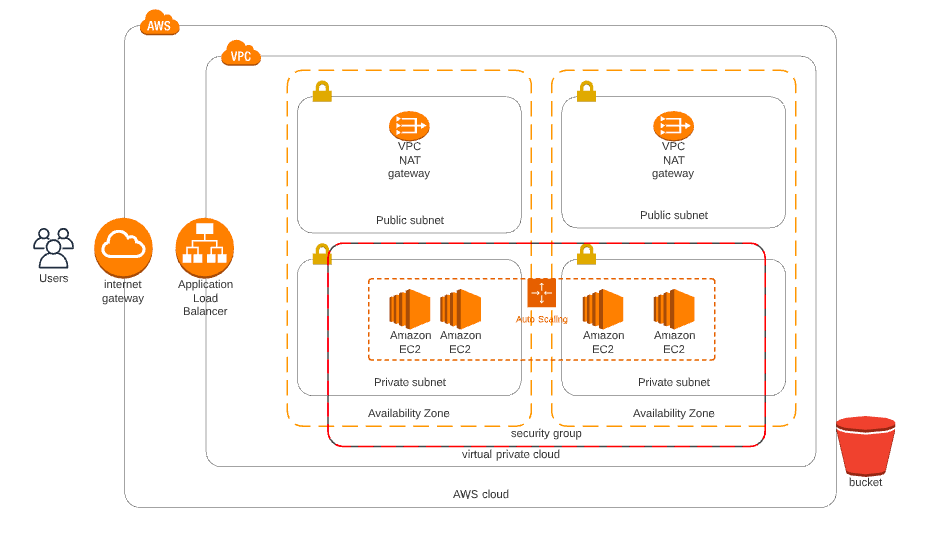 AWS
VPC
VPC
NAT
gateway
Public subnet
VPC
NAT
gateway
Public subnet
Users
internet
gateway
Application
Load
Balancer
Auto Scaling
Amazon
EC2
Amazon
EC2
Amazon
EC2
Amazon
EC2
Private subnet
Private subnet
Availability Zone
Availability Zone
security group
virtual private cloud
AWS cloud
bucket